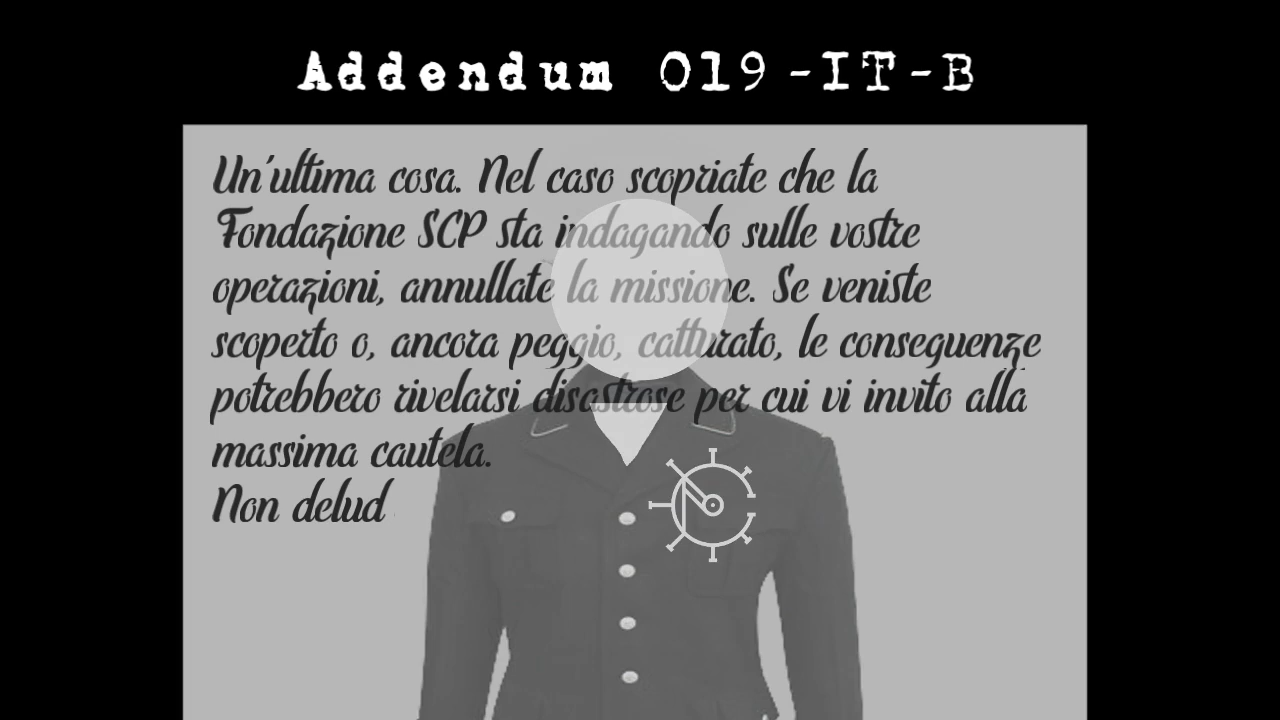 Addendum 019-IT-B
Un'ultima cosa. Nel caso scopriate che la
Fondazione SCP sta indagando sulle vostre
operazioni, annullate la missione. Se veniste
scoperto o, ancora peggio, catturato, le conseguenze
potrebbero rivelarsi disastrose per cui vi invito alla
massima cautela.
Non delud